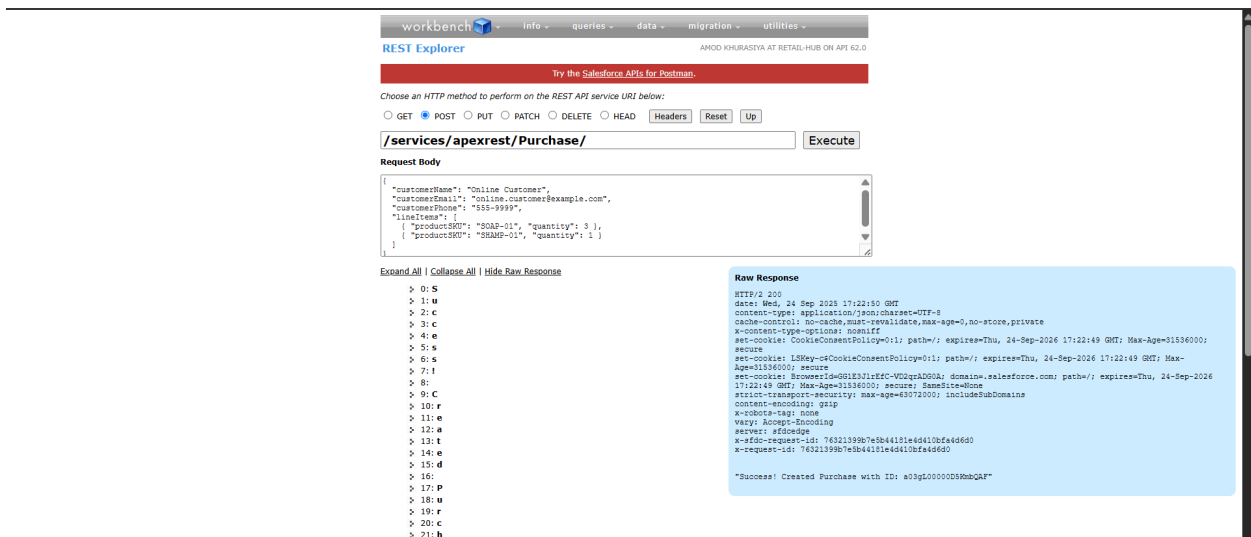 workbench info queries data migration utilities
REST Explorer
AMOD KHURASIYA AT RETAIL-HUB ON API 62.0
Try the Salesforce APIs for Postman.
Choose an HTTP method to perform on the REST API service URI below:
GET POST PUT PATCH DELETE HEAD Headers Reset Up
/services/apexrest/Purchase/ Execute
Request Body
{
"customerName": "Online Customer",
"customerEmail": "online.customer@example.com",
"customerPhone": "555-9999",
"lineItems": [
{ "productSKU": "SOAP-01", "quantity": 3 },
{ "productSKU": "SHAMP-01", "quantity": 1 }
]
}
Expand All | Collapse All | Hide Raw Response
0: S
1: u
2: c
3: c
4: e
5: s
6: s
7: !
8:
9: C
10: r
11: e
12: a
13: t
14: e
15: d
16:
17: P
18: u
19: r
20: c
21: h
Raw Response
HTTP/2 200
date: Wed, 24 Sep 2025 17:22:50 GMT
content-type: application/json;charset=UTF-8
cache-control: no-cache,must-revalidate,max-age=0,no-store,private
x-content-type-options: nosniff
set-cookie: CookieConsentPolicy=0:1; path=/; expires=Thu, 24-Sep-2026 17:22:49 GMT; Max-Age=31536000;
secure
set-cookie: LSKey-c$CookieConsentPolicy=0:1; path=/; expires=Thu, 24-Sep-2026 17:22:49 GMT; Max-
Age=31536000; secure
set-cookie: BrowserId=GG1E3JlrEfC-VD2qrADG0A; domain=.salesforce.com; path=/; expires=Thu, 24-Sep-2026
17:22:49 GMT; Max-Age=31536000; secure; SameSite=None
strict-transport-security: max-age=63072000; includeSubDomains
content-encoding: gzip
x-robots-tag: none
vary: Accept-Encoding
server: sfdcedge
x-sfdc-request-id: 76321399b7e5b44181e4d410bfa4d6d0
x-request-id: 76321399b7e5b44181e4d410bfa4d6d0
"Success! Created Purchase with ID: a03gL00000D5KmbQAF"